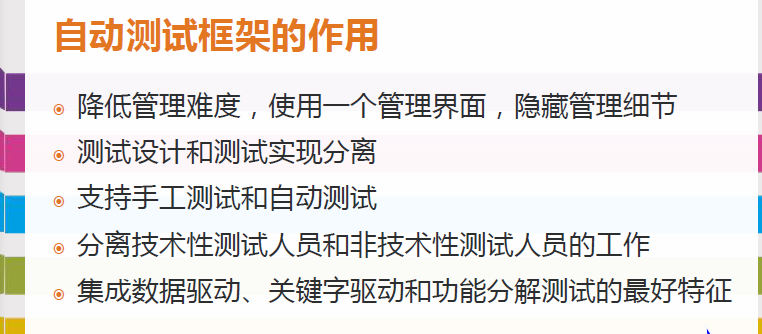 自动测试框架的作用
降低管理难度，使用一个管理界面，隐藏管理细节
测试设计和测试实现分离
支持手工测试和自动测试
分离技术性测试人员和非技术性测试人员的工作
集成数据驱动、关键字驱动和功能分解测试的最好特征